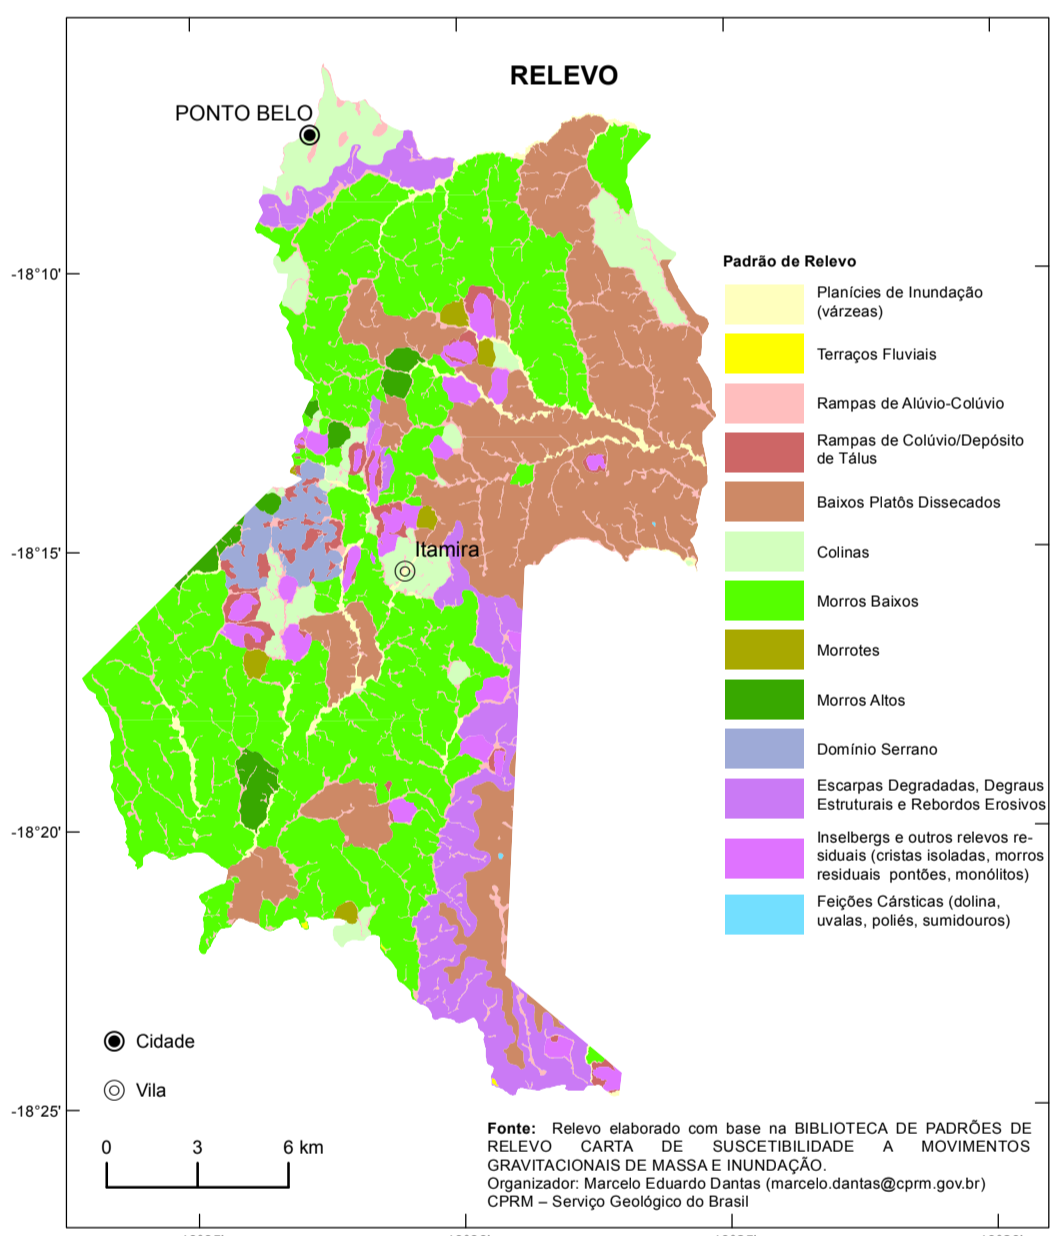 RELEVO
PONTO BELO
-18°10'
Padrão de Relevo
Planícies de Inundação
(várzeas)
Terraços Fluviais
Rampas de Alúvio-Colúvio
Rampas de Colúvio/Depósito
de Tálus
Baixos Platôs Dissecados
-18°15'
Itamira
Colinas
Morros Baixos
Morrotes
Morros Altos
Domínio Serrano
Escarpas Degradadas, Degraus
Estruturais e Rebordos Erosivos
-18°20'
Inselbergs e outros relevos re-
siduais (cristas isoladas, morros
residuais pontões, monólitos)
Feições Cársticas (dolina,
uvalas, poliés, sumidouros)
Cidade
Vila
-18°25'
0 3 6 km
Fonte: Relevo elaborado com base na BIBLIOTECA DE PADRÕES DE
RELEVO CARTA DE SUSCETIBILIDADE A MOVIMENTOS
GRAVITACIONAIS DE MASSA E INUNDAÇÃO.
Organizador: Marcelo Eduardo Dantas (marcelo.dantas@cprm.gov.br)
CPRM – Serviço Geológico do Brasil